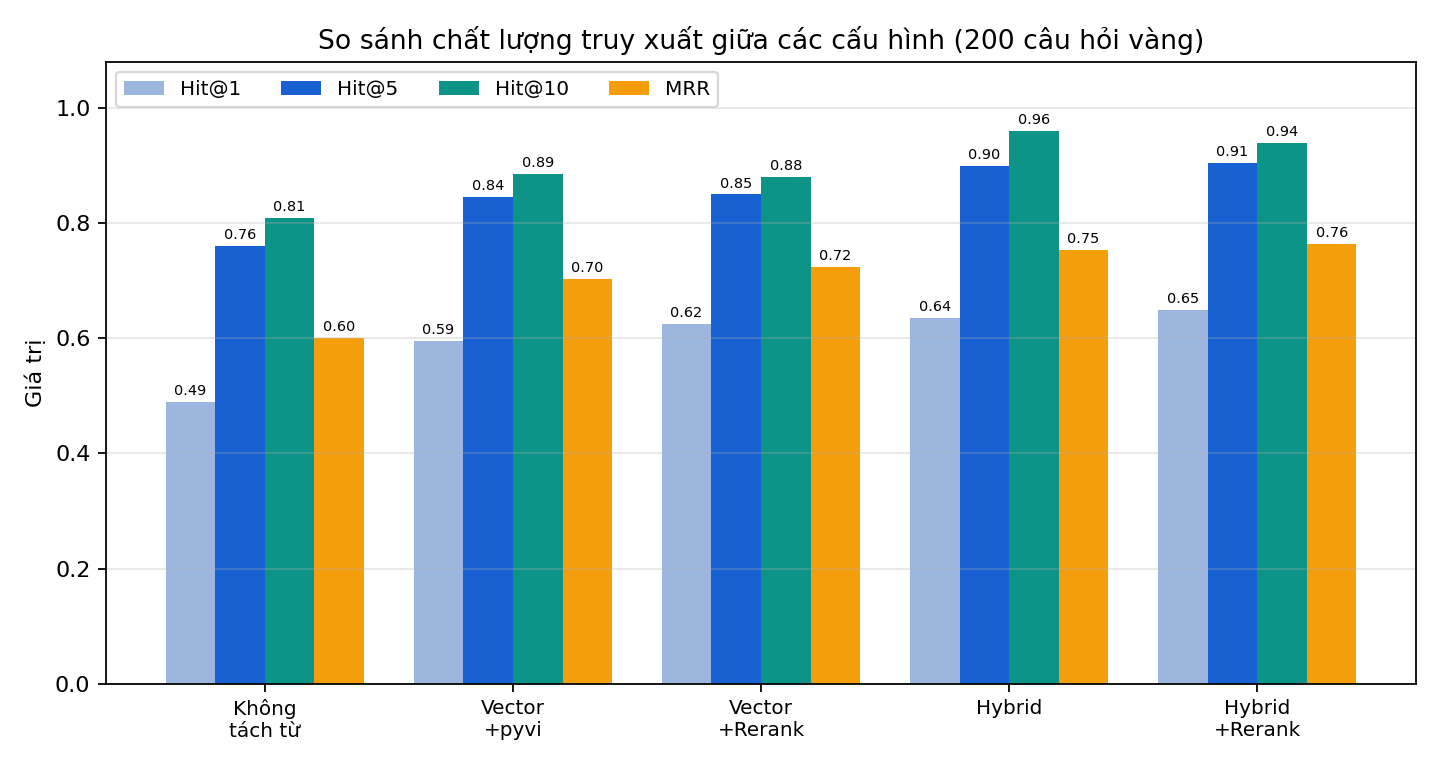 So sánh chất lượng truy xuất giữa các cấu hình (200 câu hỏi vàng)
Hit@1 Hit@5 Hit@10 MRR
Giá trị
1.0
0.8
0.6
0.4
0.2
0.0
0.49 0.76 0.81 0.60
0.59 0.84 0.89 0.70
0.62 0.85 0.88 0.72
0.64 0.90 0.96 0.75
0.65 0.91 0.94 0.76
Không
tách từ
Vector
+pyvi
Vector
+Rerank
Hybrid
Hybrid
+Rerank